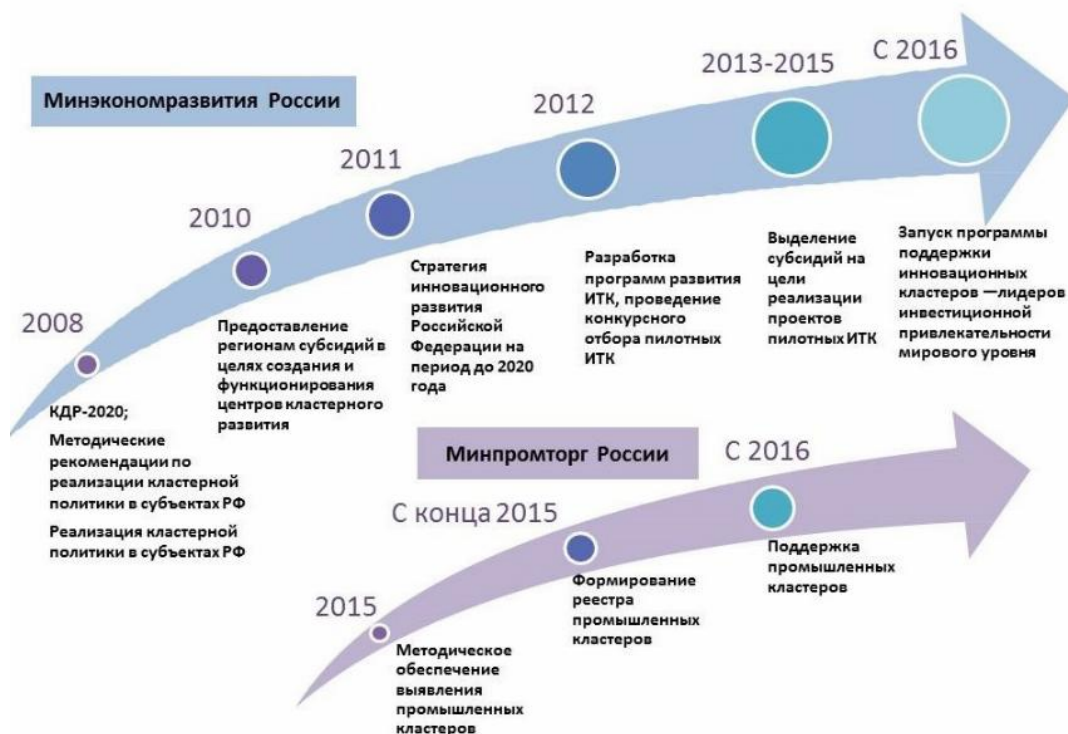 Минэкономразвития России
2008
КДР-2020;
Методические
рекомендации по
реализации кластерной
политики в субъектах РФ
Реализация кластерной
политики в субъектах РФ
2010
Предоставление
регионам субсидий в
целях создания и
функционирования
центров кластерного
развития
2011
Стратегия
инновационного
развития
Российской
Федерации на
период до 2020
года
2012
Разработка
программ развития
ИТК, проведение
конкурсного
отбора пилотных
ИТК
2013-2015
Выделение
субсидий на
цели
реализации
проектов
пилотных ИТК
С 2016
Запуск программы
поддержки
инновационных
кластеров —лидеров
инвестиционной
привлекательности
мирового уровня
Минпромторг России
2015
Методическое
обеспечение
выявления
промышленных
кластеров
С конца 2015
Формирование
реестра
промышленных
кластеров
С 2016
Поддержка
промышленных
кластеров